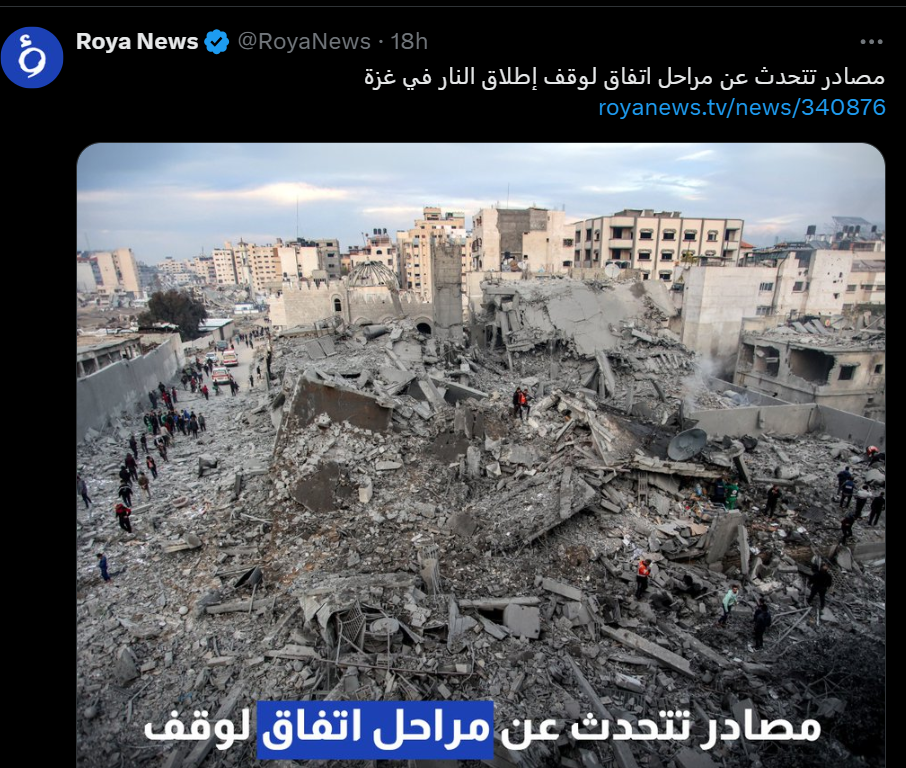 Roya News @RoyaNews · 18h
مصادر تتحدث عن مراحل اتفاق لوقف إطلاق النار في غزة
royanews.tv/news/340876
مصادر تتحدث عن مراحل اتفاق لوقف